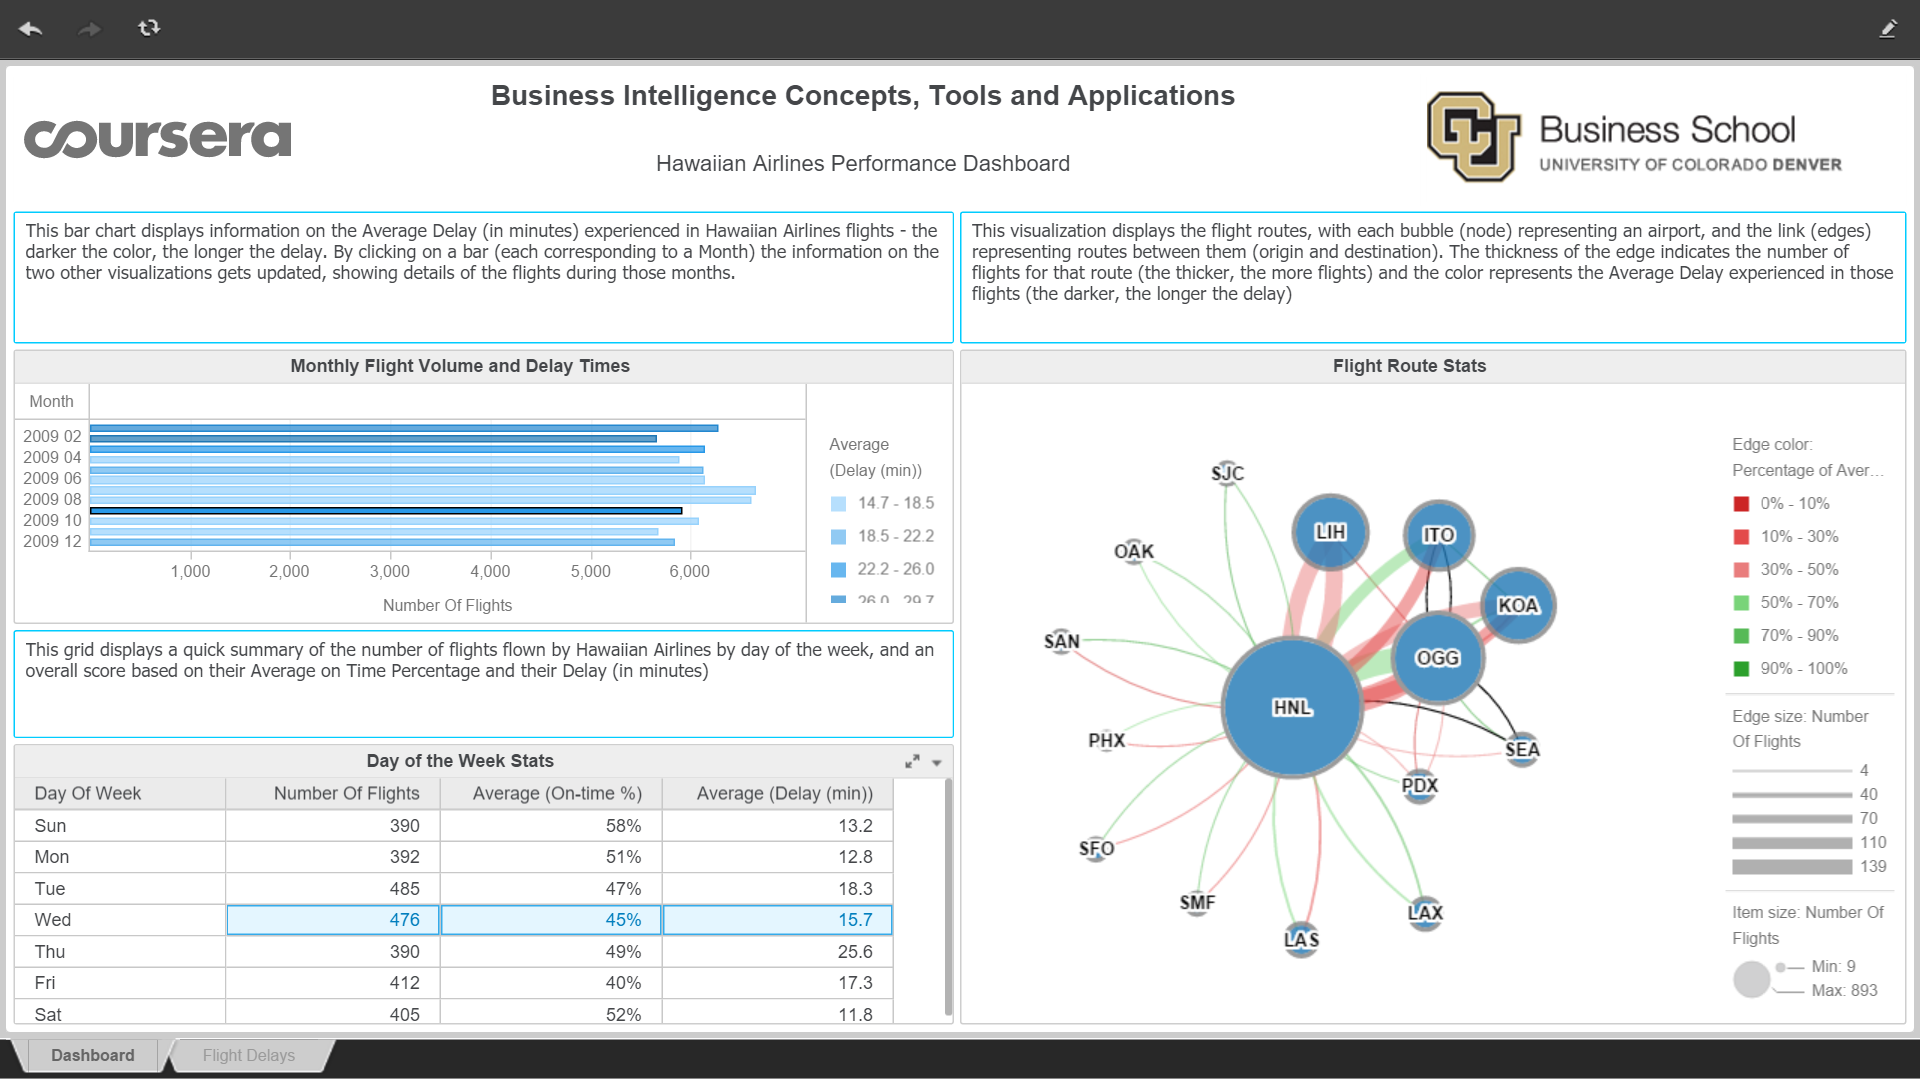 Business Intelligence Concepts, Tools and Applications
coursera
Hawaiian Airlines Performance Dashboard
CU
Business School
UNIVERSITY OF COLORADO DENVER
This bar chart displays information on the Average Delay (in minutes) experienced in Hawaiian Airlines flights - the
darker the color, the longer the delay. By clicking on a bar (each corresponding to a Month) the information on the
two other visualizations gets updated, showing details of the flights during those months.
This visualization displays the flight routes, with each bubble (node) representing an airport, and the link (edges)
representing routes between them (origin and destination). The thickness of the edge indicates the number of
flights for that route (the thicker, the more flights) and the color represents the Average Delay experienced in those
flights (the darker, the longer the delay)
Monthly Flight Volume and Delay Times
Month
2009 02
2009 04
2009 06
2009 08
2009 10
2009 12
1,000 2,000 3,000 4,000 5,000 6,000
Number Of Flights
Average
(Delay (min))
14.7 - 18.5
18.5 - 22.2
22.2 - 26.0
26.0 - 29.7
This grid displays a quick summary of the number of flights flown by Hawaiian Airlines by day of the week, and an
overall score based on their Average on Time Percentage and their Delay (in minutes)
Day of the Week Stats
Day Of Week Number Of Flights Average (On-time %) Average (Delay (min))
Sun 390 58% 13.2
Mon 392 51% 12.8
Tue 485 47% 18.3
Wed 476 45% 15.7
Thu 390 49% 25.6
Fri 412 40% 17.3
Sat 405 52% 11.8
Flight Route Stats
SJC
LIH
ITO
OAK
KOA
SAN
OGG
HNL
PHX
SEA
PDX
SFO
SMF
LAX
LAS
Edge color:
Percentage of Aver...
0% - 10%
10% - 30%
30% - 50%
50% - 70%
70% - 90%
90% - 100%
Edge size: Number
Of Flights
4
40
70
110
139
Item size: Number Of
Flights
Min: 9
Max: 893
Dashboard
Flight Delays